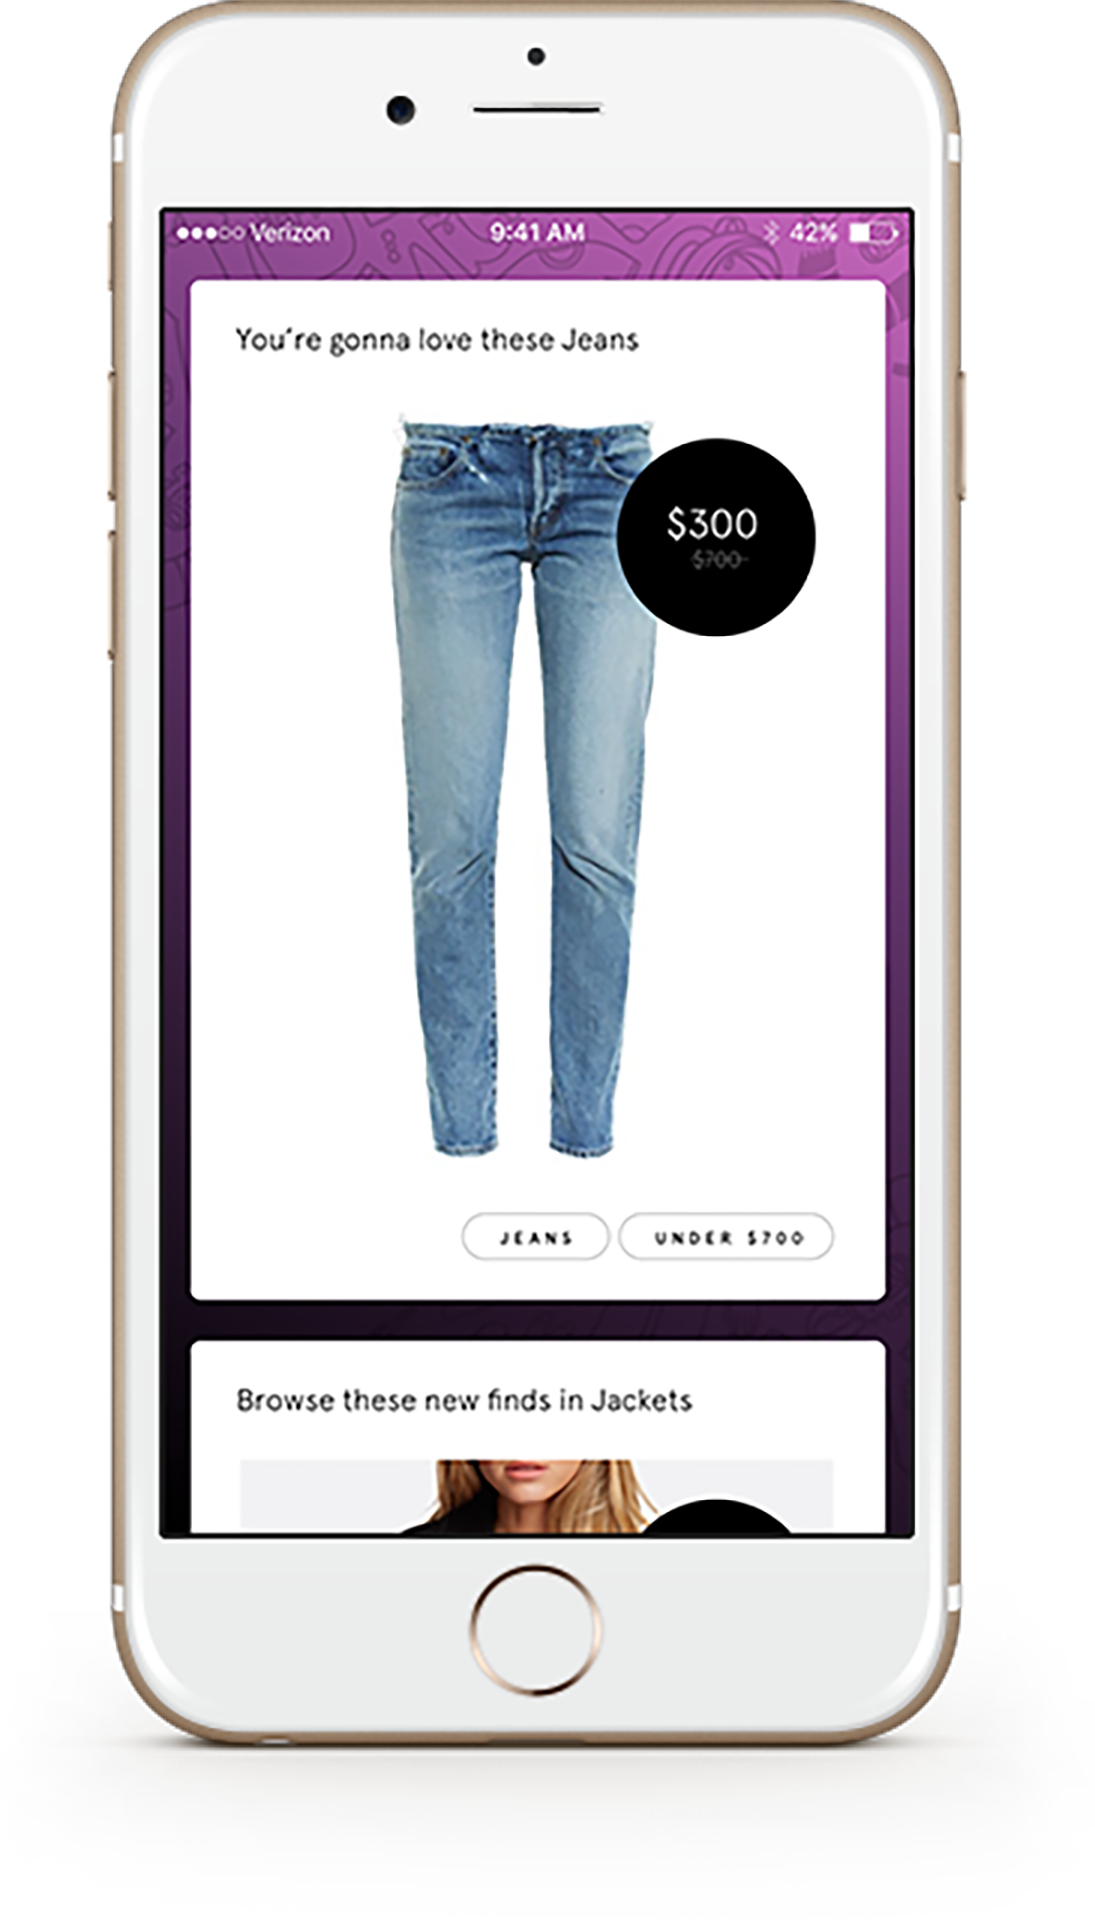 Verizon
9:41 AM
42%
You're gonna love these Jeans
$300
$700
JEANS
UNDER $700
Browse these new finds in Jackets